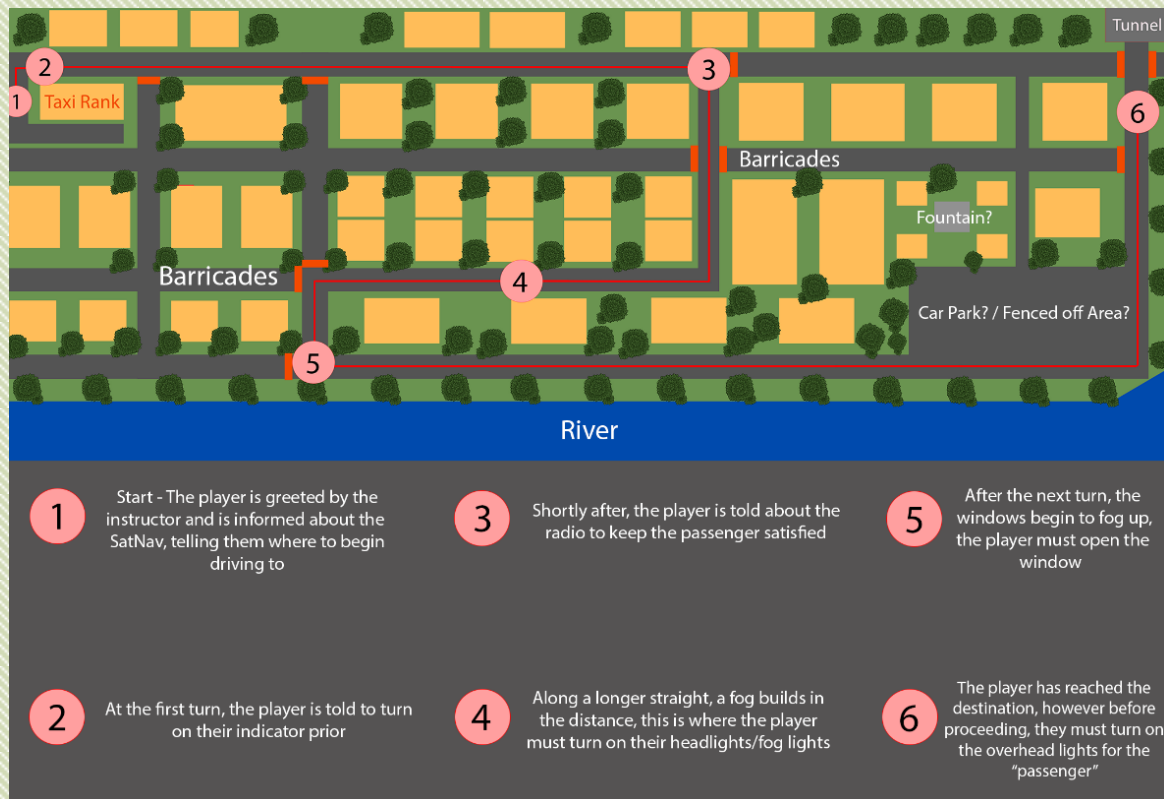 Tunnel
2
3
1
Taxi Rank
6
Barricades
Fountain?
Barricades
4
Car Park? / Fenced off Area?
5
River
1
Start - The player is greeted by the
instructor and is informed about the
SatNav, telling them where to begin
driving to
3
Shortly after, the player is told about the
radio to keep the passenger satisfied
5
After the next turn, the
windows begin to fog up,
the player must open the
window
2
At the first turn, the player is told to turn
on their indicator prior
4
Along a longer straight, a fog builds in
the distance, this is where the player
must turn on their headlights/fog lights
6
The player has reached the
destination, however before
proceeding, they must turn on
the overhead lights for the
“passenger”